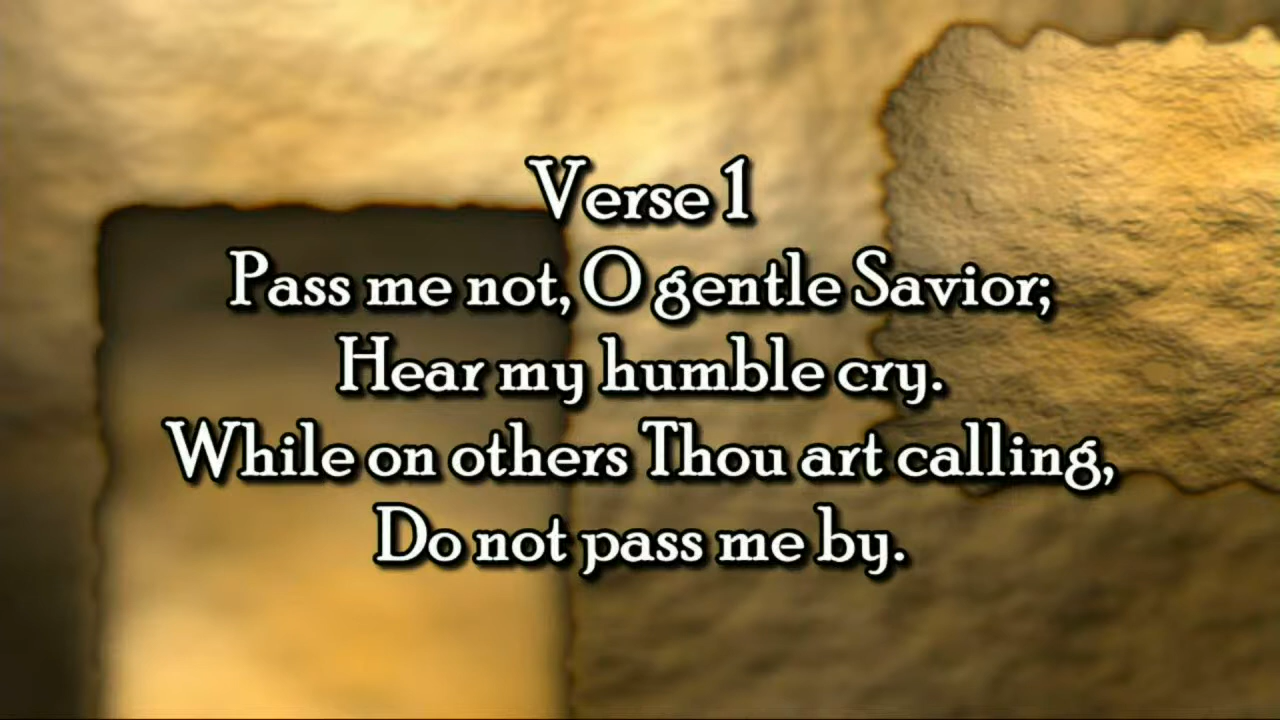 Verse 1
Pass me not, O gentle Savior;
Hear my humble cry.
While on others Thou art calling,
Do not pass me by.